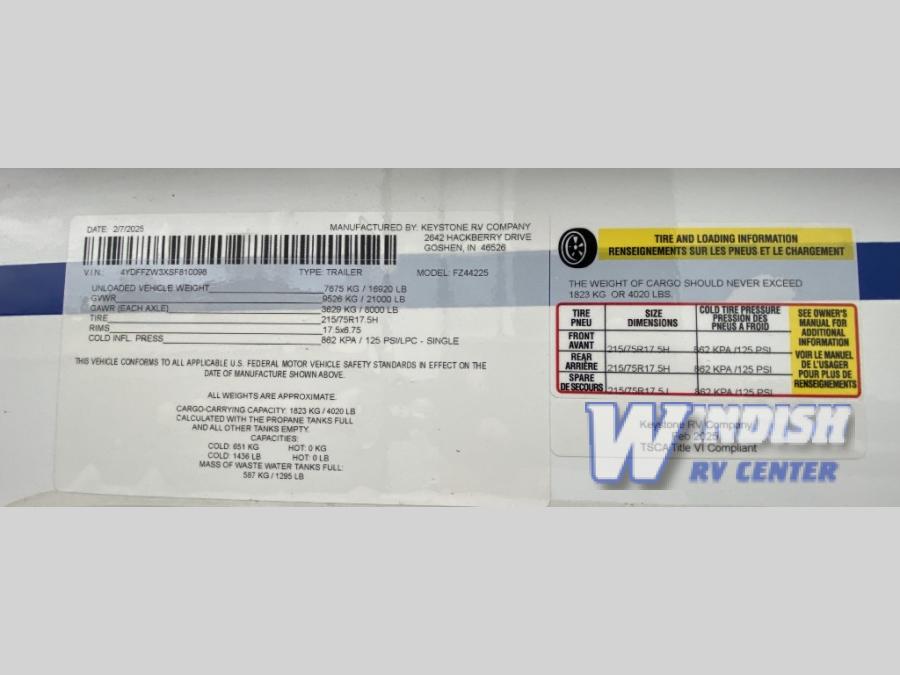 DATE: 2/7/2025
MANUFACTURED BY: KEYSTONE RV COMPANY
2642 HACKBERRY DRIVE
GOSHEN, IN 46526
V.I.N.: 4YDFFZW3XSF810098 TYPE: TRAILER MODEL: FZ44225
UNLOADED VEHICLE WEIGHT 7675 KG / 16920 LB
GVWR 9526 KG / 21000 LB
GAWR (EACH AXLE) 3629 KG / 8000 LB
TIRE 215/75R17.5H
RIMS 17.5x6.75
COLD INFL. PRESS 862 KPA / 125 PSI/LPC - SINGLE
THIS VEHICLE CONFORMS TO ALL APPLICABLE U.S. FEDERAL MOTOR VEHICLE SAFETY STANDARDS IN EFFECT ON THE
DATE OF MANUFACTURE SHOWN ABOVE.
ALL WEIGHTS ARE APPROXIMATE.
CARGO-CARRYING CAPACITY: 1823 KG / 4020 LB
CALCULATED WITH THE PROPANE TANKS FULL
AND ALL OTHER TANKS EMPTY.
CAPACITIES:
COLD: 651 KG HOT: 0 KG
COLD: 1436 LB HOT: 0 LB
MASS OF WASTE WATER TANKS FULL:
587 KG / 1295 LB
TIRE AND LOADING INFORMATION
RENSEIGNEMENTS SUR LES PNEUS ET LE CHARGEMENT
THE WEIGHT OF CARGO SHOULD NEVER EXCEED
1823 KG OR 4020 LBS.
TIRE
PNEU
SIZE
DIMENSIONS
COLD TIRE PRESSURE
PRESSION DES
PNEUS A FROID
FRONT
AVANT
215/75R17.5H
862 KPA /125 PSI
REAR
ARRIÈRE
215/75R17.5H
862 KPA /125 PSI
SPARE
DE SECOURS
215/75R17.5
862 KPA /125 PSI
SEE OWNER'S
MANUAL FOR
ADDITIONAL
INFORMATION
VOIR LE MANUEL
DE L'USAGER
POUR PLUS DE
RENSEIGNEMENTS
Keystone RV Company
Feb 2025
TSCA Title VI Compliant
WINDISH
RV CENTER